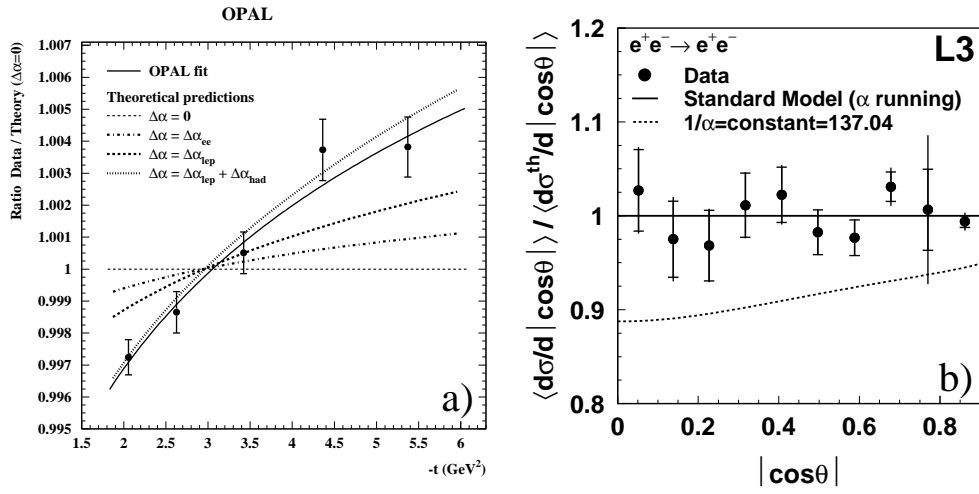 OPAL
Ratio Data / Theory (Δα=0)
1.007
1.006
1.005
1.004
1.003
1.002
1.001
1
0.999
0.998
0.997
0.996
0.995
OPAL fit
Theoretical predictions
Δα = 0
Δα = Δα_ee
Δα = Δα_lep
Δα = Δα_lep + Δα_had
a)
1.5 2 2.5 3 3.5 4 4.5 5 5.5 6
-t (GeV²)
⟨dσ/d|cosθ|⟩ / ⟨dσ^th/d|cosθ|⟩
1.2
1.1
1
0.9
0.8
e⁺e⁻ → e⁺e⁻
L3
Data
Standard Model (α running)
1/α=constant=137.04
b)
0 0.2 0.4 0.6 0.8
|cosθ|